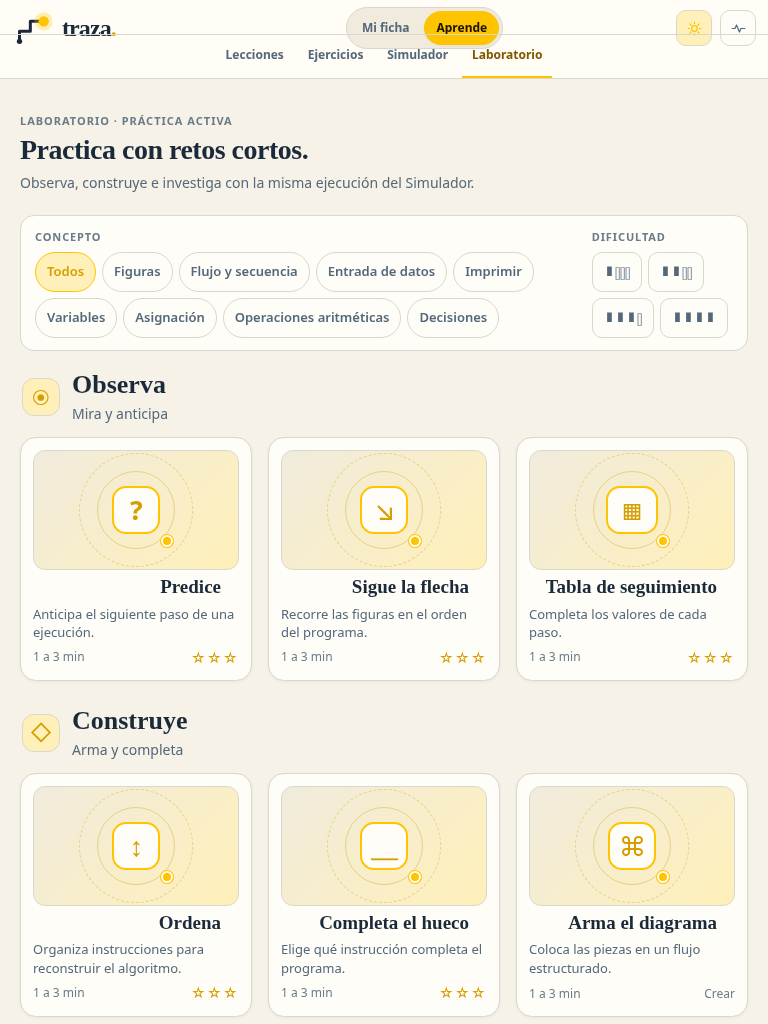 traza.
Mi ficha
Aprende
Lecciones
Ejercicios
Simulador
Laboratorio
LABORATORIO · PRÁCTICA ACTIVA
Practica con retos cortos.
Observa, construye e investiga con la misma ejecución del Simulador.
CONCEPTO
DIFICULTAD
Todos
Figuras
Flujo y secuencia
Entrada de datos
Imprimir
Variables
Asignación
Operaciones aritméticas
Decisiones
Observa
Mira y anticipa
?
Predice
Anticipa el siguiente paso de una
ejecución.
1 a 3 min
☆☆☆
Sigue la flecha
Recorre las figuras en el orden
del programa.
1 a 3 min
☆☆☆
Tabla de seguimiento
Completa los valores de cada
paso.
1 a 3 min
☆☆☆
Construye
Arma y completa
Ordena
Organiza instrucciones para
reconstruir el algoritmo.
1 a 3 min
☆☆☆
Completa el hueco
Elige qué instrucción completa el
programa.
1 a 3 min
☆☆☆
⌘
Arma el diagrama
Coloca las piezas en un flujo
estructurado.
1 a 3 min
Crear